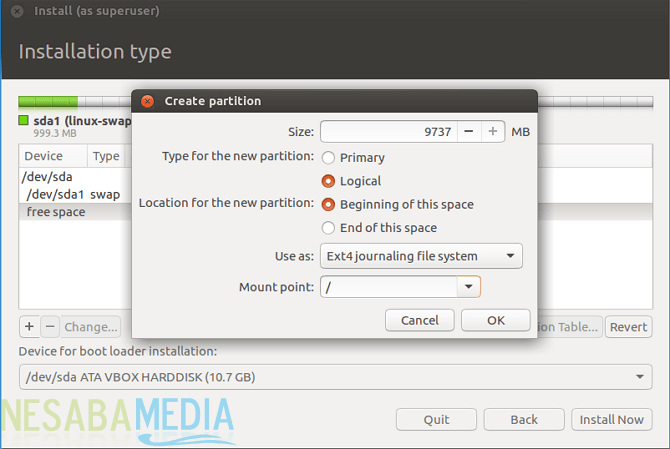 Install (as superuser)
Installation type
sda1 (linux-swap
999.3 MB
Device Type
/dev/sda
/dev/sda1 swap
free space
Create partition
Size: 9737 MB
Type for the new partition: Primary
Logical
Location for the new partition: Beginning of this space
End of this space
Use as: Ext4 journaling file system
Mount point: /
Cancel OK
+ − Change... ion Table... Revert
Device for boot loader installation:
/dev/sda ATA VBOX HARDDISK (10.7 GB)
NESABAMEDIA
Quit Back Install Now